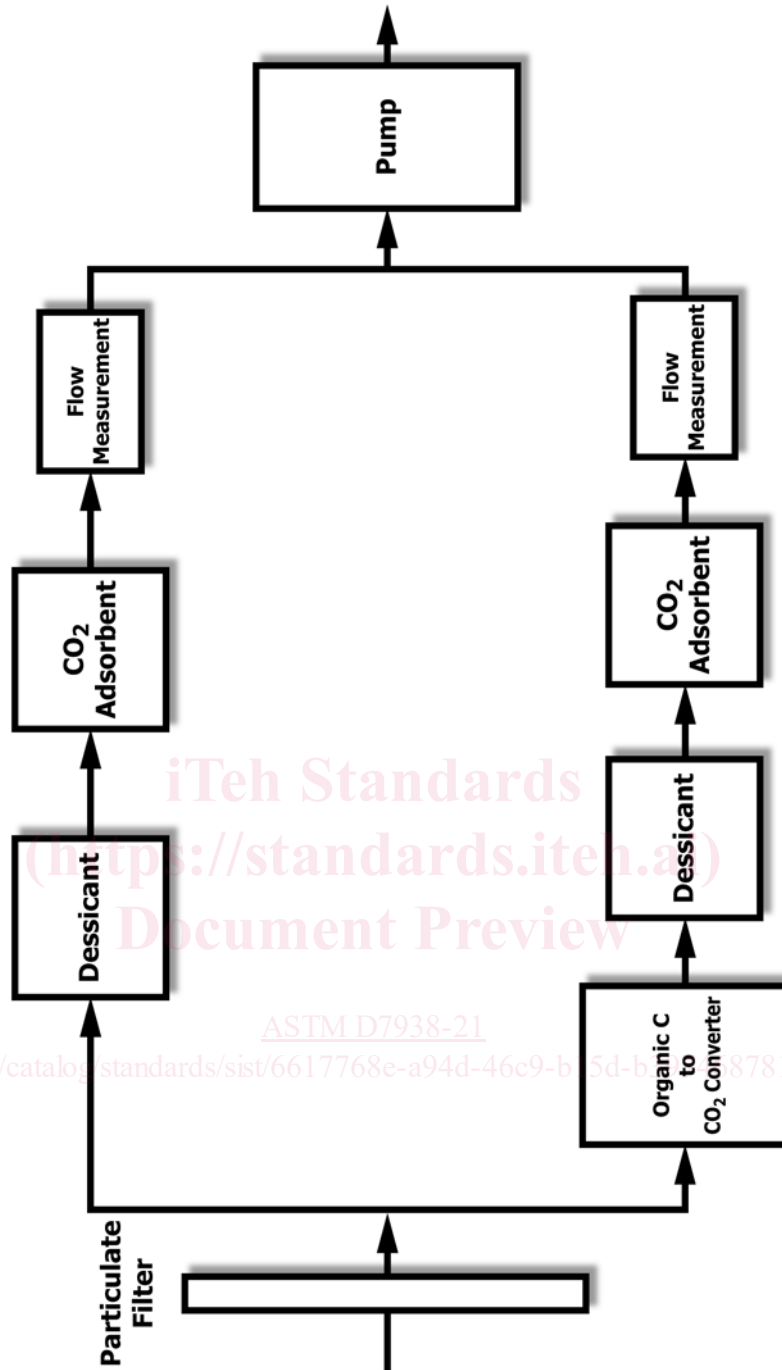 Particulate
Filter
Dessicant
CO₂
Adsorbent
Flow
Measurement
Organic C
to
CO₂ Converter
Dessicant
CO₂
Adsorbent
Flow
Measurement
Pump
iTeh Standards
(https://standards.iteh.ai)
Document Preview
ASTM D7938-21
/catalog/standards/sist/6617768e-a94d-46c9-b